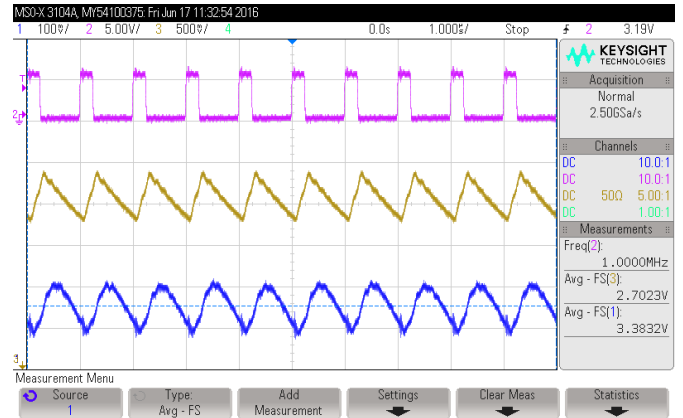 MSO-X 3104A, MY54100375: Fri Jun 17 11:32:54 2016
1 100♈/ 2 5.00V/ 3 500♈/ 4 0.0s 1.000s/ Stop 2 3.19V
KEYSIGHT
TECHNOLOGIES
Acquisition
Normal
2.50GSa/s
Channels
DC 10.0:1
DC 10.0:1
DC 50Ω 5.00:1
DC 1.00:1
Measurements
Freq(2):
1.0000MHz
Avg - FS(3):
2.7023V
Avg - FS(1):
3.3832V
T
2
3
Measurement Menu
Source
1
Type:
Avg - FS
Add
Measurement
Settings
Clear Meas
Statistics